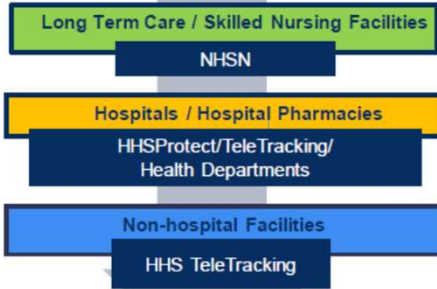 Long Term Care / Skilled Nursing Facilities
NHSN
Hospitals / Hospital Pharmacies
HHSProtect/TeleTracking/
Health Departments
Non-hospital Facilities
HHS TeleTracking